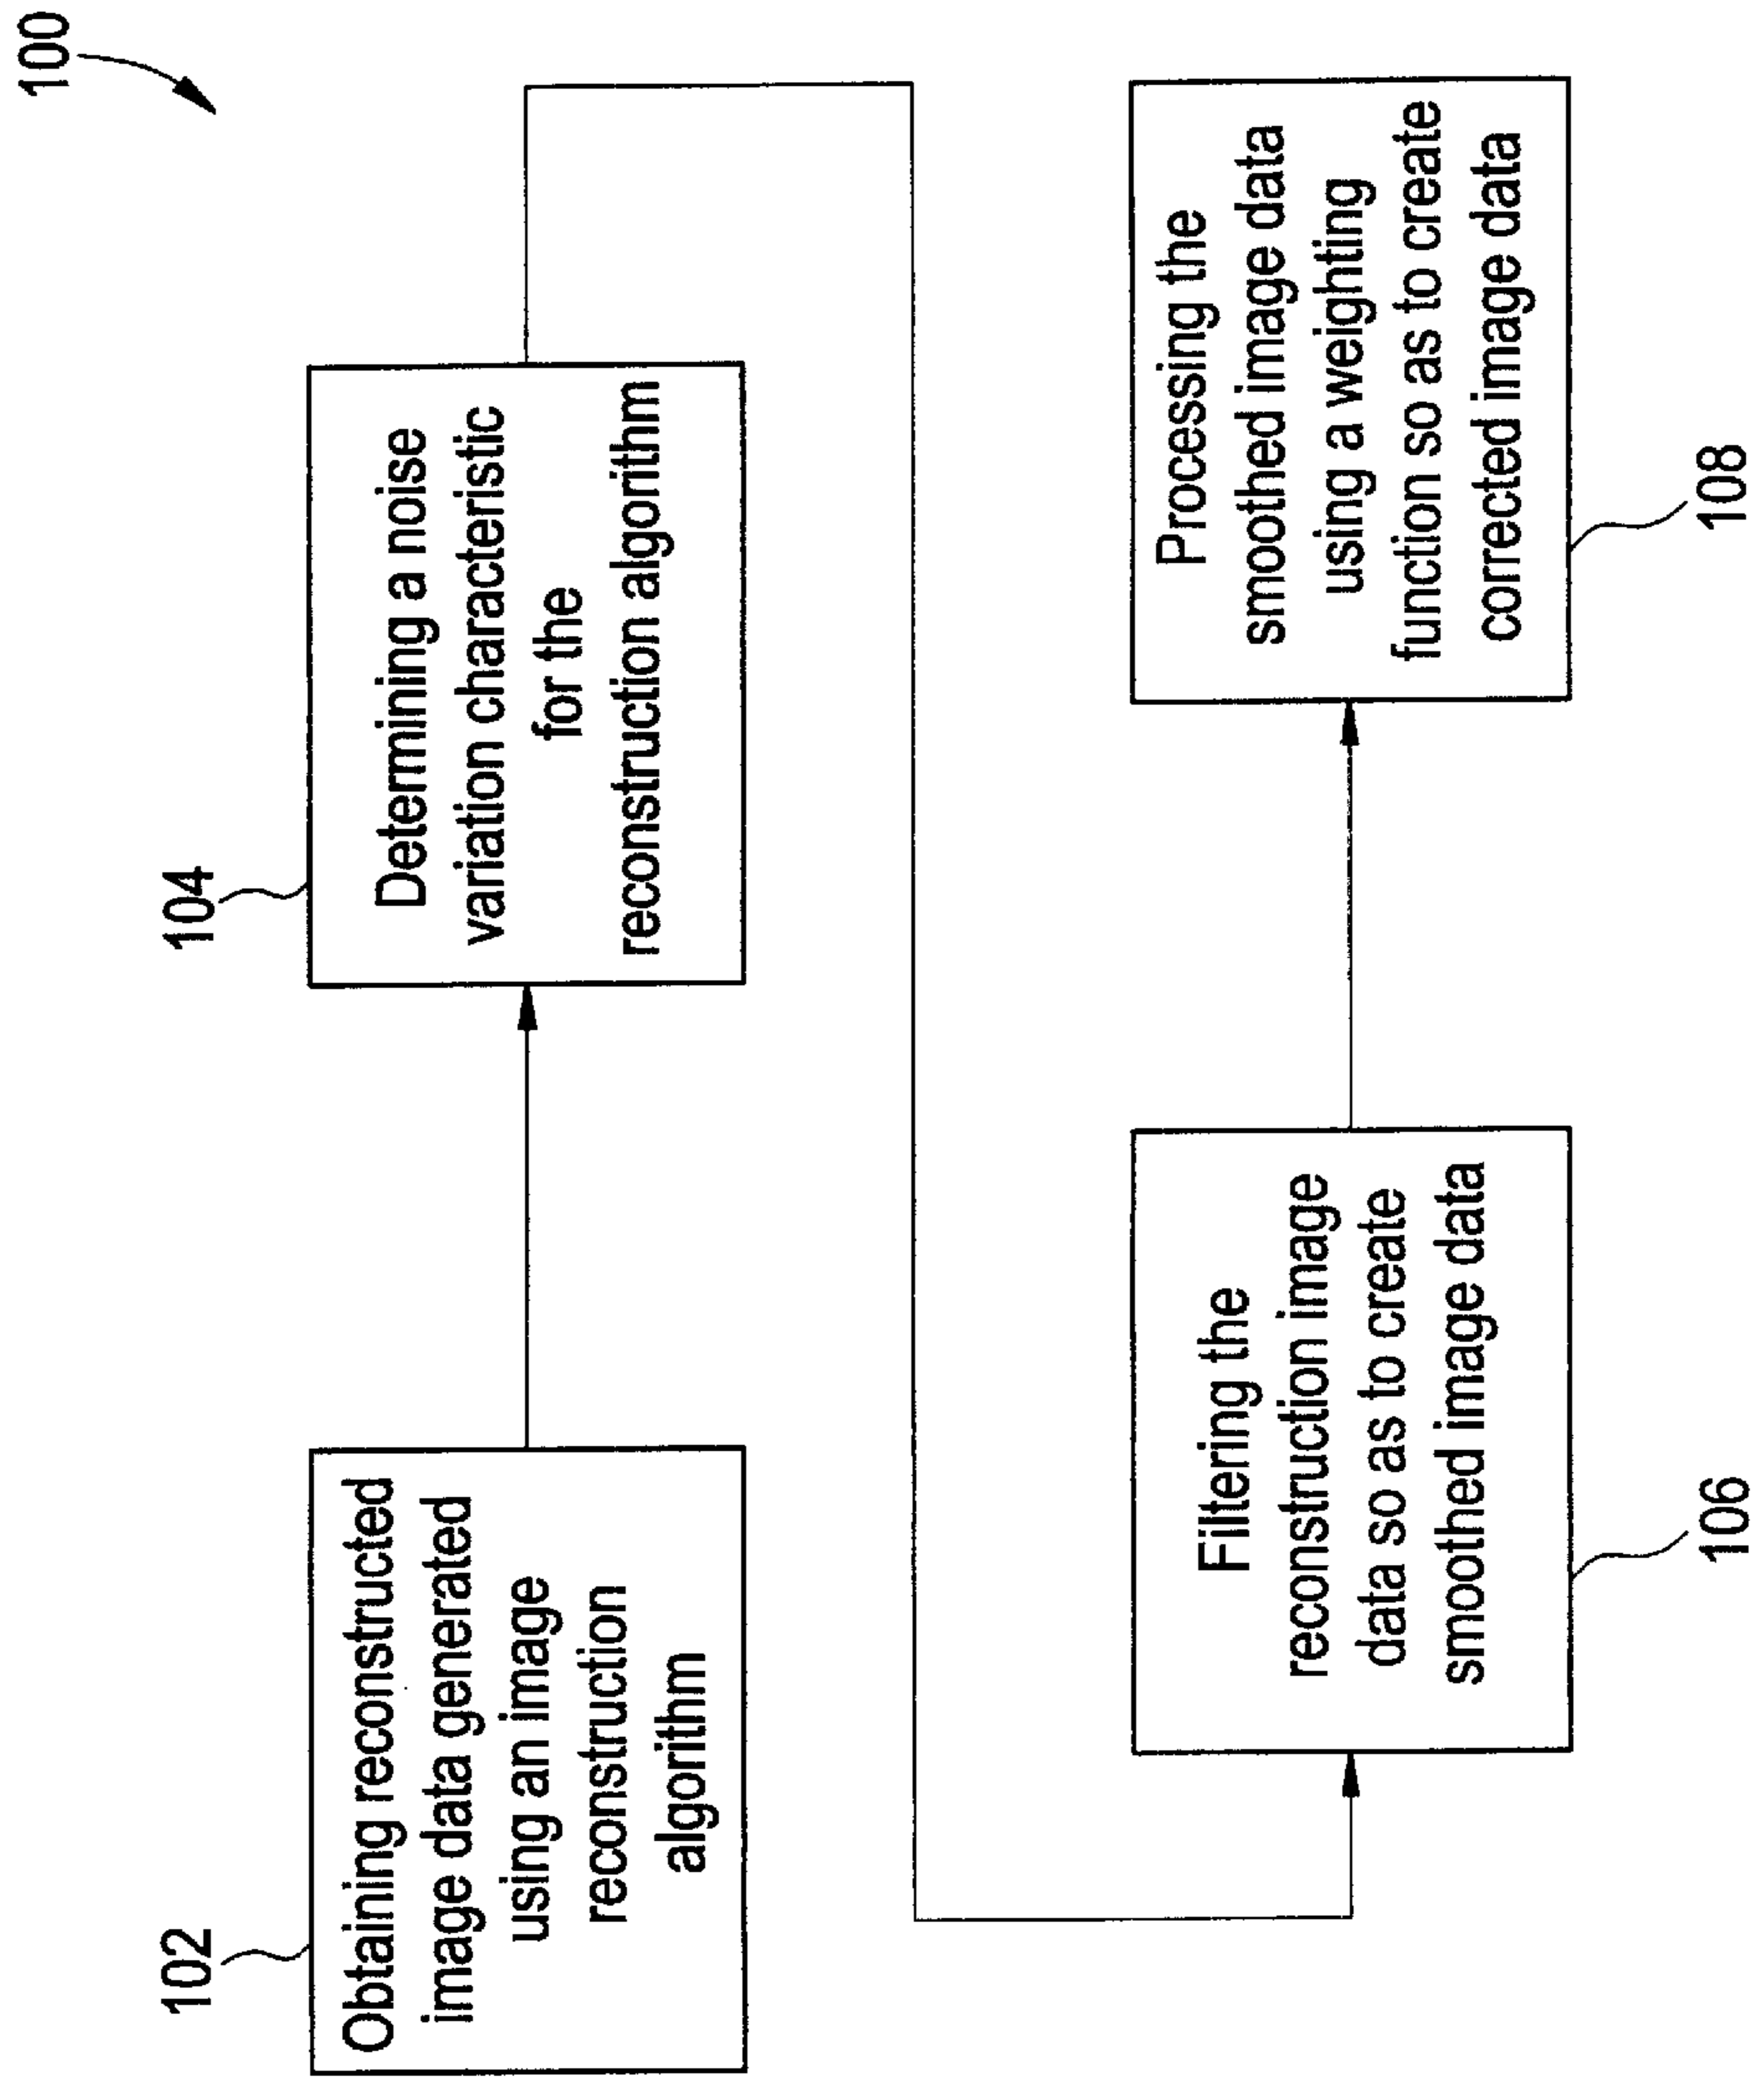 100
102
Obtaining reconstructed
image data generated
using an image
reconstruction
algorithm
104
Determining a noise
variation characteristic
for the
reconstruction algorithm
Filtering the
reconstruction image
data so as to create
smoothed image data
106
Processing the
smoothed image data
using a weighting
function so as to create
corrected image data
108